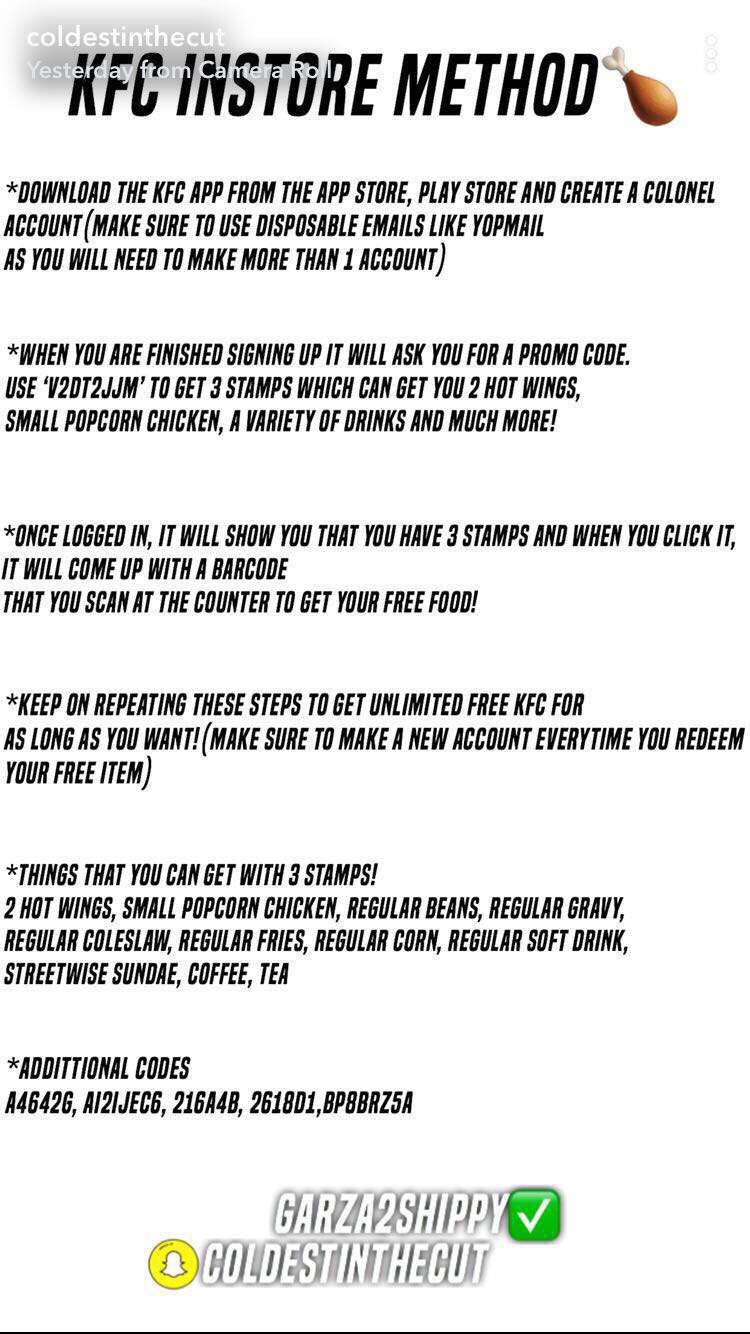 coldestinthecut
Yesterday from Camera Roll
KFC INSTORE METHOD
*DOWNLOAD THE KFC APP FROM THE APP STORE, PLAY STORE AND CREATE A COLONEL
ACCOUNT(MAKE SURE TO USE DISPOSABLE EMAILS LIKE YOPMAIL
AS YOU WILL NEED TO MAKE MORE THAN 1 ACCOUNT)
*WHEN YOU ARE FINISHED SIGNING UP IT WILL ASK YOU FOR A PROMO CODE.
USE ‘V2DT2JJM’ TO GET 3 STAMPS WHICH CAN GET YOU 2 HOT WINGS,
SMALL POPCORN CHICKEN, A VARIETY OF DRINKS AND MUCH MORE!
*ONCE LOGGED IN, IT WILL SHOW YOU THAT YOU HAVE 3 STAMPS AND WHEN YOU CLICK IT,
IT WILL COME UP WITH A BARCODE
THAT YOU SCAN AT THE COUNTER TO GET YOUR FREE FOOD!
*KEEP ON REPEATING THESE STEPS TO GET UNLIMITED FREE KFC FOR
AS LONG AS YOU WANT!(MAKE SURE TO MAKE A NEW ACCOUNT EVERYTIME YOU REDEEM
YOUR FREE ITEM)
*THINGS THAT YOU CAN GET WITH 3 STAMPS!
2 HOT WINGS, SMALL POPCORN CHICKEN, REGULAR BEANS, REGULAR GRAVY,
REGULAR COLESLAW, REGULAR FRIES, REGULAR CORN, REGULAR SOFT DRINK,
STREETWISE SUNDAE, COFFEE, TEA
*ADDITTIONAL CODES
A4642G, AI2IJEC6, 216A4B, 2618D1,BP8BRZ5A
GARZA2SHIPPY
COLDESTINTHECUT